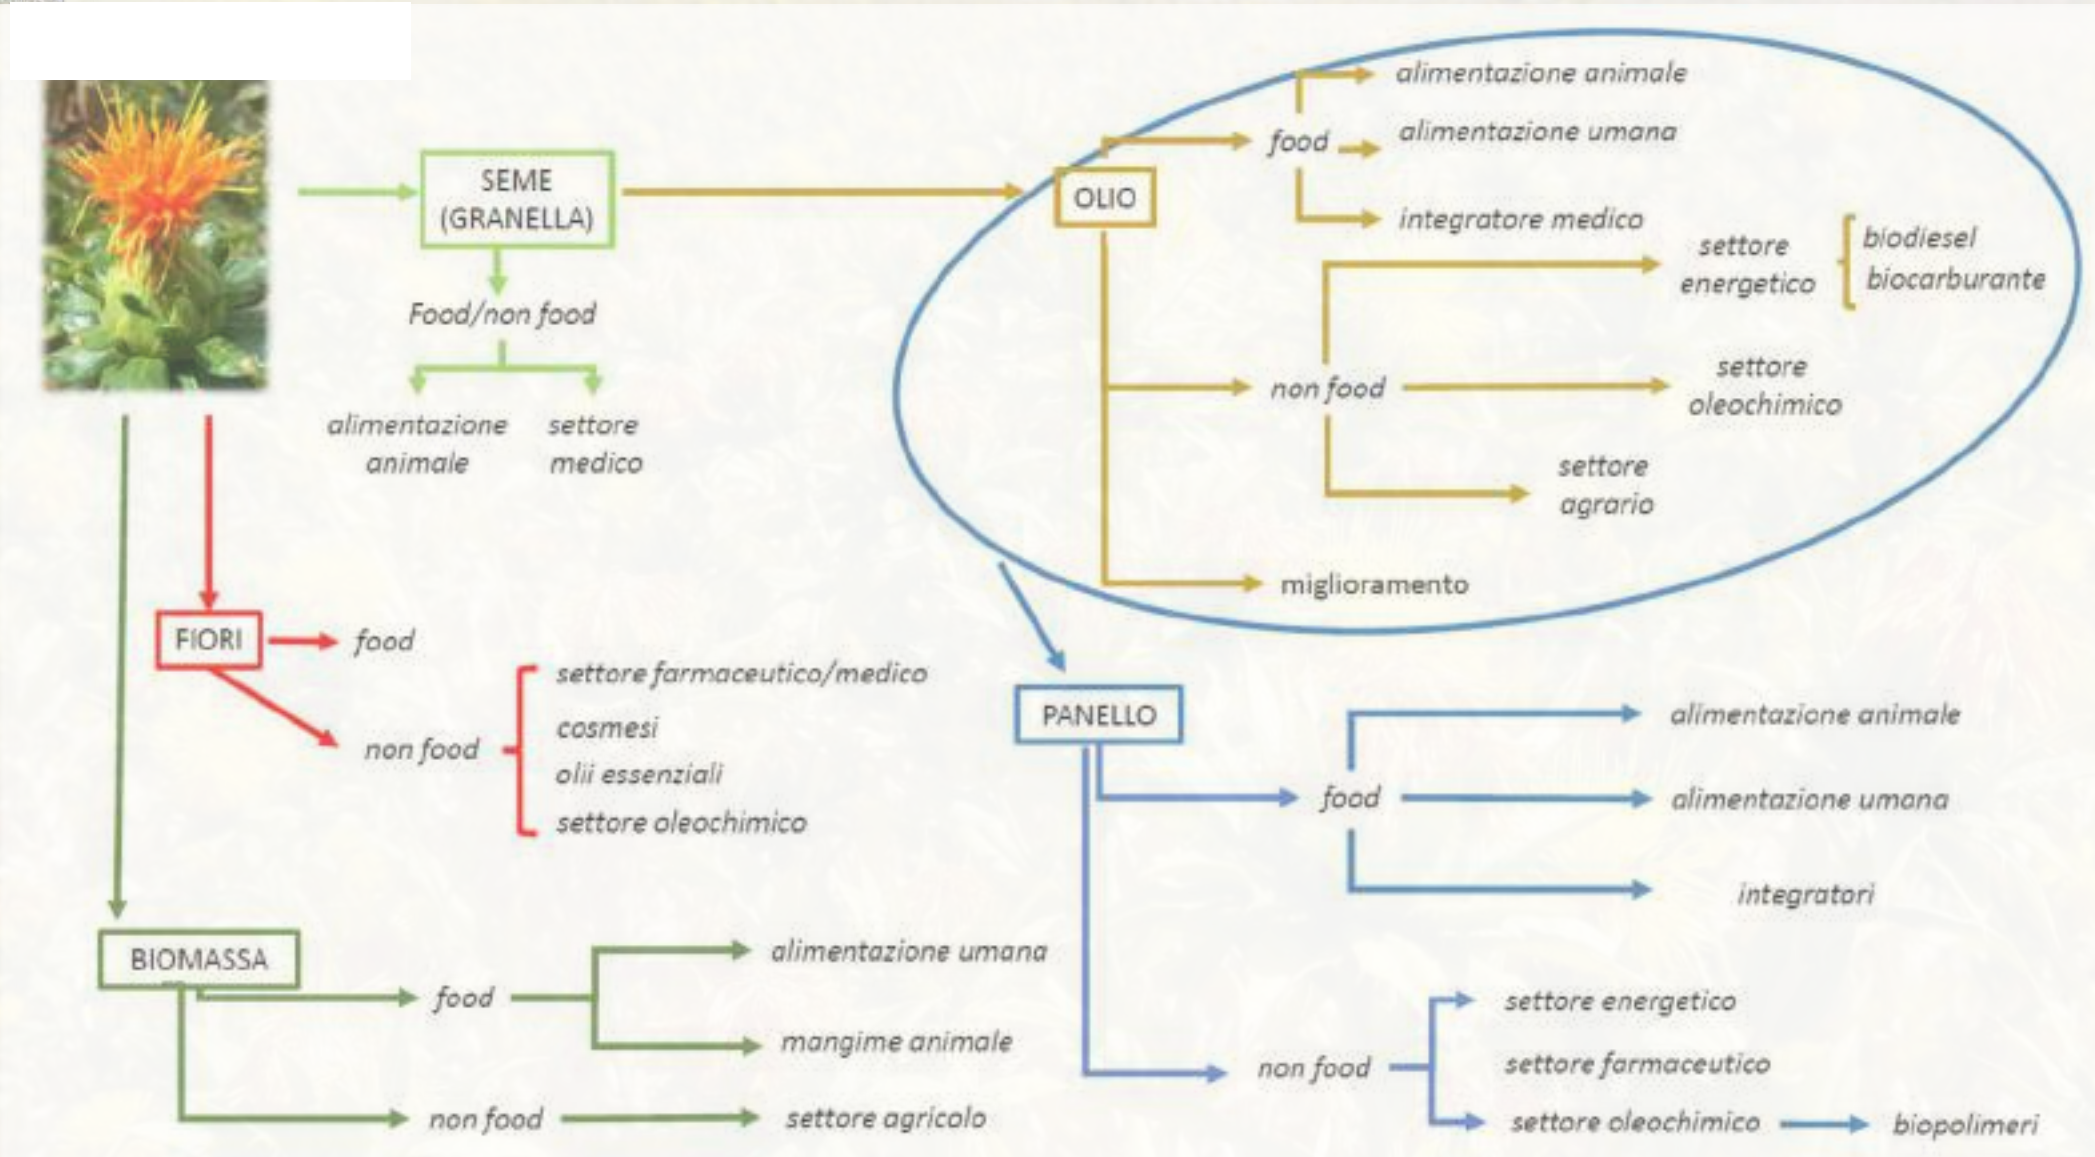 SEME
(GRANELLA)
Food/non food
alimentazione
animale
settore
medico
OLIO
food
alimentazione animale
alimentazione umana
integratore medico
non food
settore
energetico
biodiesel
biocarburante
settore
oleochimico
settore
agrario
miglioramento
FIORI
food
non food
settore farmaceutico/medico
cosmesi
olii essenziali
settore oleochimico
PANELLO
food
alimentazione animale
alimentazione umana
integratori
non food
settore energetico
settore farmaceutico
settore oleochimico
biopolimeri
BIOMASSA
food
alimentazione umana
mangime animale
non food
settore agricolo